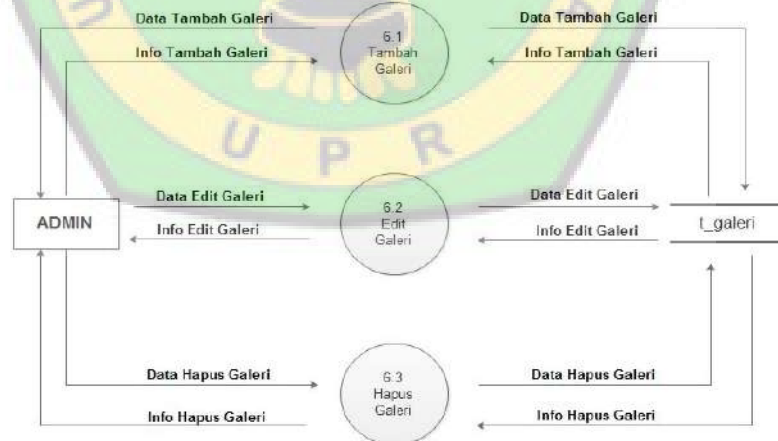 Data Tambah Galeri
Data Tambah Galeri
6.1
Tambah
Galeri
Info Tambah Galeri
Info Tambah Galeri
U P R
Data Edit Galeri
Data Edit Galeri
ADMIN
6.2
Edit
Galeri
t_galeri
Info Edit Galeri
Info Edit Galeri
Data Hapus Galeri
Data Hapus Galeri
6.3
Hapus
Galeri
Info Hapus Galeri
Info Hapus Galeri